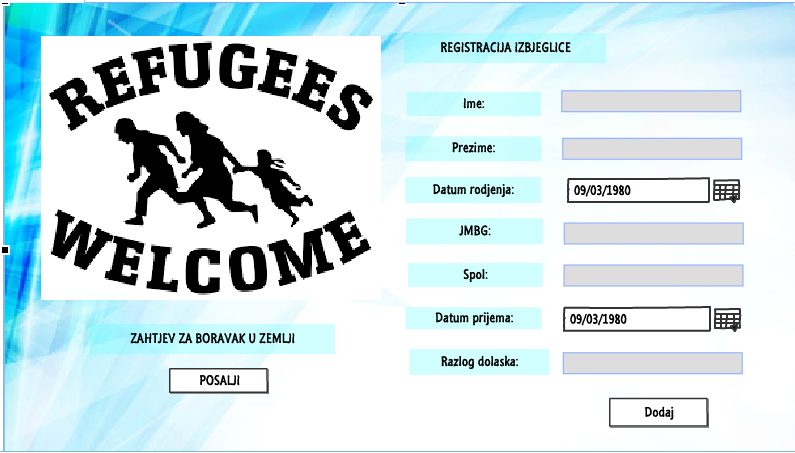 REFUGEES
WELCOME
ZAHTJEV ZA BORAVAK U ZEMLJI
POSALJI
REGISTRACIJA IZBJEGLICE
Ime:
Prezime:
Datum rodjenja: 09/03/1980
JMBG:
Spol:
Datum prijema: 09/03/1980
Razlog dolaska:
Dodaj